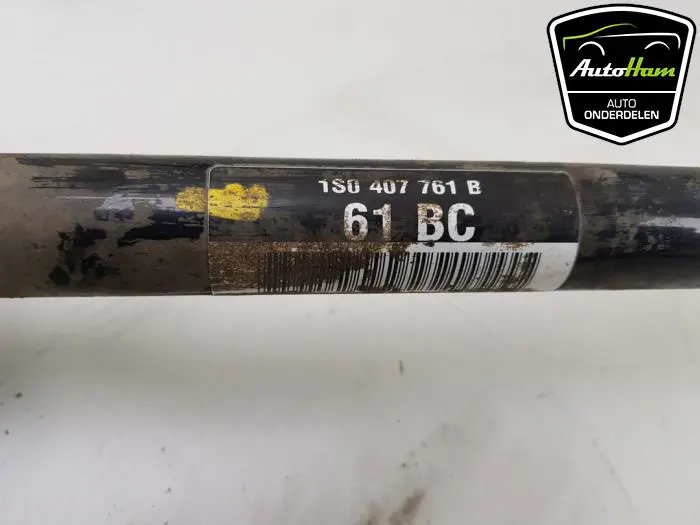 AutoHam
AUTO
ONDERDELEN
1S0 407 761 B
61 BC